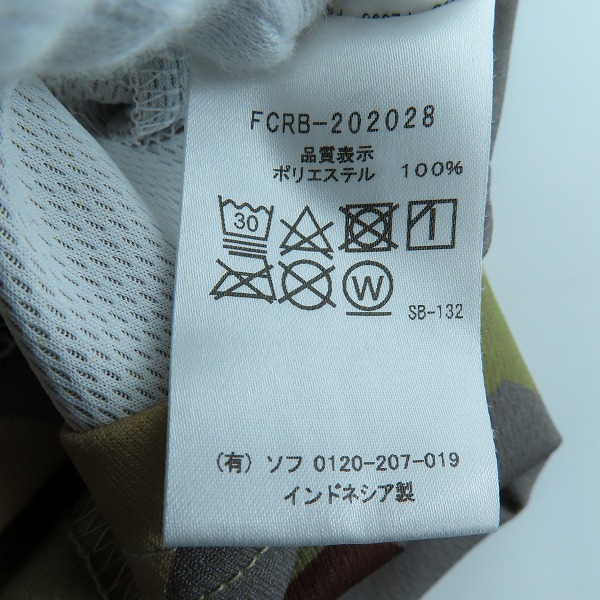 FCRB-202028
品質表示
ポリエステル 100%
30
W
SB-132
(有) ソフ 0120-207-019
インドネシア製